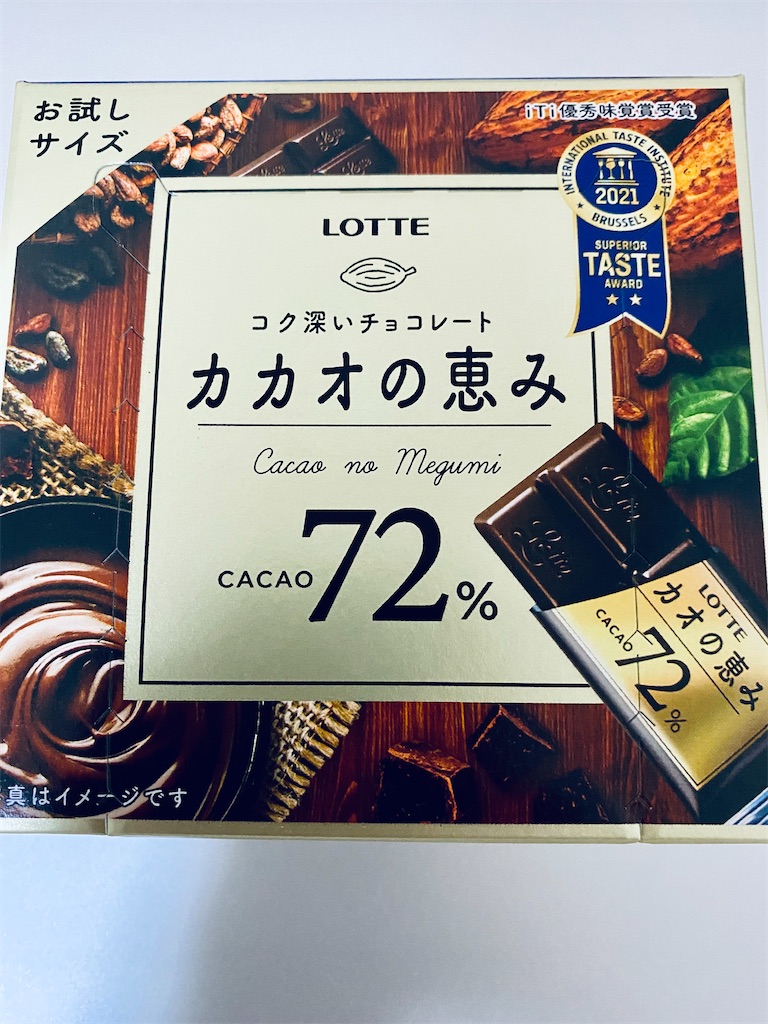 お試し
サイズ
iTi優秀味覚賞受賞
INTERNATIONAL TASTE INSTITUTE
2021
BRUSSELS
SUPERIOR
TASTE
AWARD
LOTTE
コク深いチョコレート
カカオの恵み
Cacao no Megumi
CACAO 72%
Lotte
Lotte
LOTTE
カカオの恵み
CACAO
72%
真はイメージです